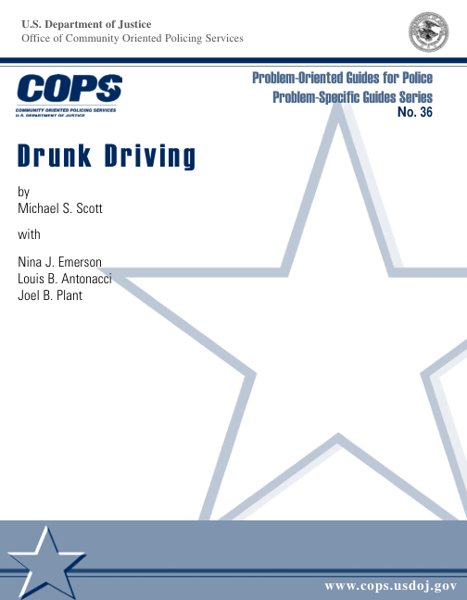 U.S. Department of Justice
Office of Community Oriented Policing Services
COPS
COMMUNITY ORIENTED POLICING SERVICES
U.S. DEPARTMENT OF JUSTICE
Problem-Oriented Guides for Police
Problem-Specific Guides Series
No. 36
Drunk Driving
by
Michael S. Scott
with
Nina J. Emerson
Louis B. Antonacci
Joel B. Plant
www.cops.usdoj.gov